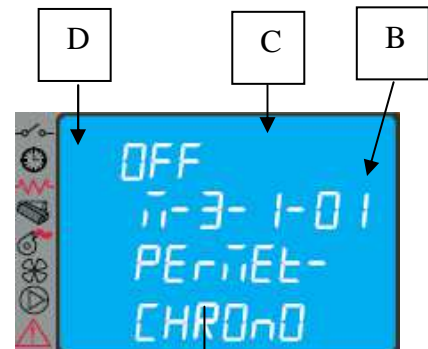 D C B
OFF
M-3-1-01
PErMEt-
CHROnO